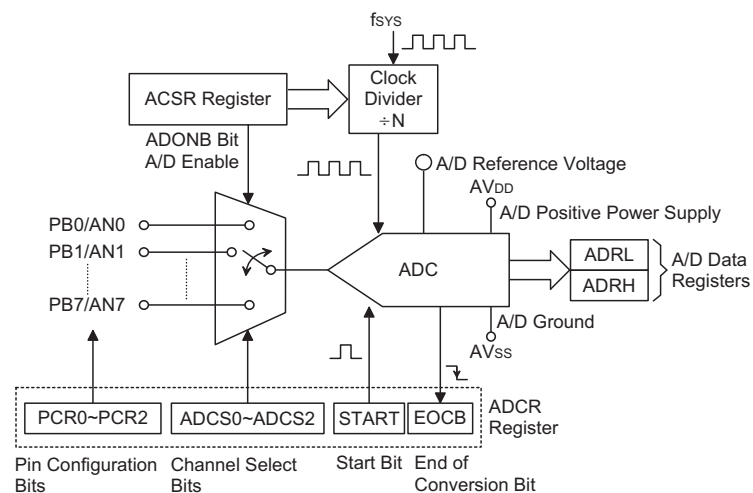 fSYS
Clock
Divider
÷N
ACSR Register
ADONB Bit
A/D Enable
A/D Reference Voltage
AVDD
A/D Positive Power Supply
PB0/AN0
PB1/AN1
PB7/AN7
ADC
ADRL
ADRH
A/D Data
Registers
A/D Ground
AVSS
PCR0~PCR2
ADCS0~ADCS2
START
EOCB
ADCR
Register
Pin Configuration
Bits
Channel Select
Bits
Start Bit
End of
Conversion Bit